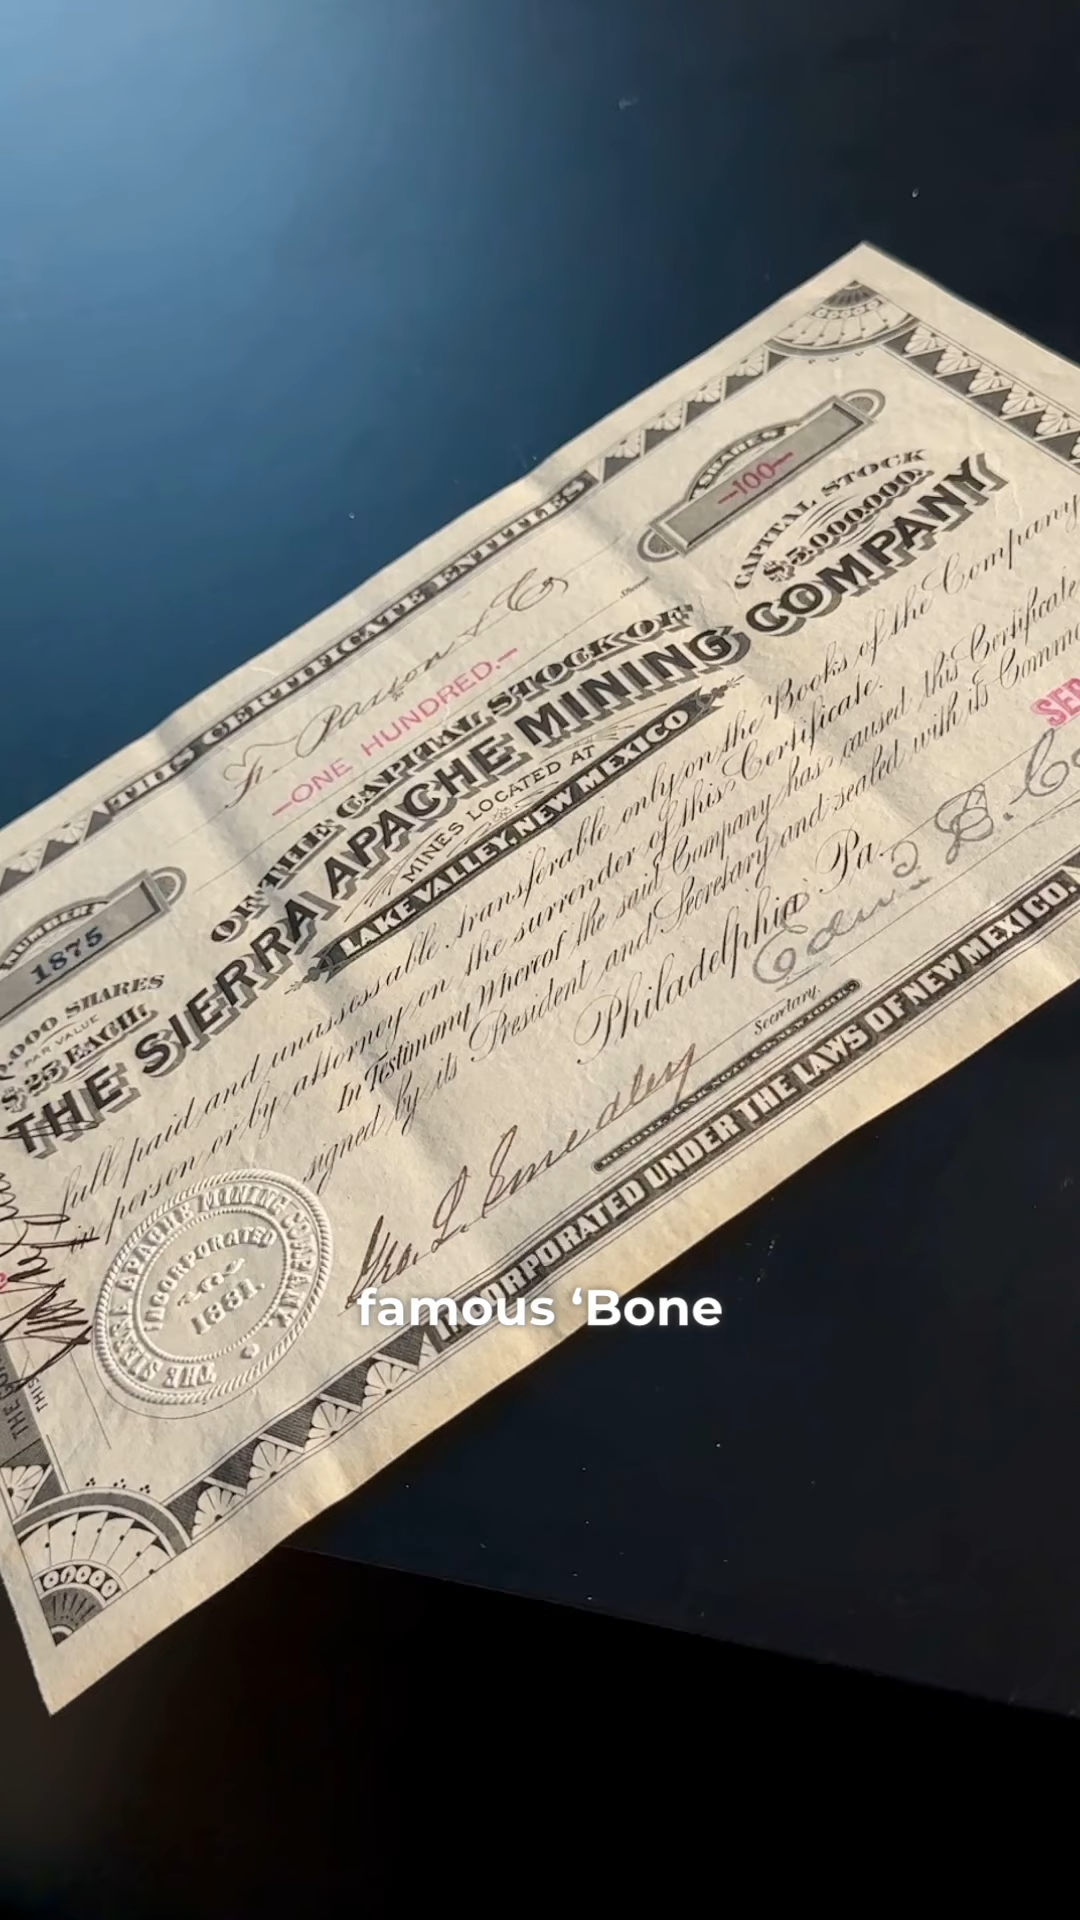 THIS CERTIFICATE ENTITLES
SHARES
—100—
CAPITAL STOCK
$5,000,000.
—ONE HUNDRED.—
Shares
OF THE CAPITAL STOCK OF
NUMBER
1875
,000 SHARES
PAR VALUE
$25 EACH.
THE SIERRA APACHE MINING COMPANY
MINES LOCATED AT
LAKE VALLEY, NEW MEXICO
full paid and unassessable transferable only on the Books of the Company
in person or by attorney on the surrender of this Certificate.
In Testimony Whereof the said Company has caused this Certificate
signed by its President and Secretary and sealed with its Commo
Philadelphia Pa.
SEP
Secretary.
THE SIERRA APACHE MINING COMPANY
INCORPORATED
1881.
INCORPORATED UNDER THE LAWS OF NEW MEXICO.
THIS
famous ‘Bone